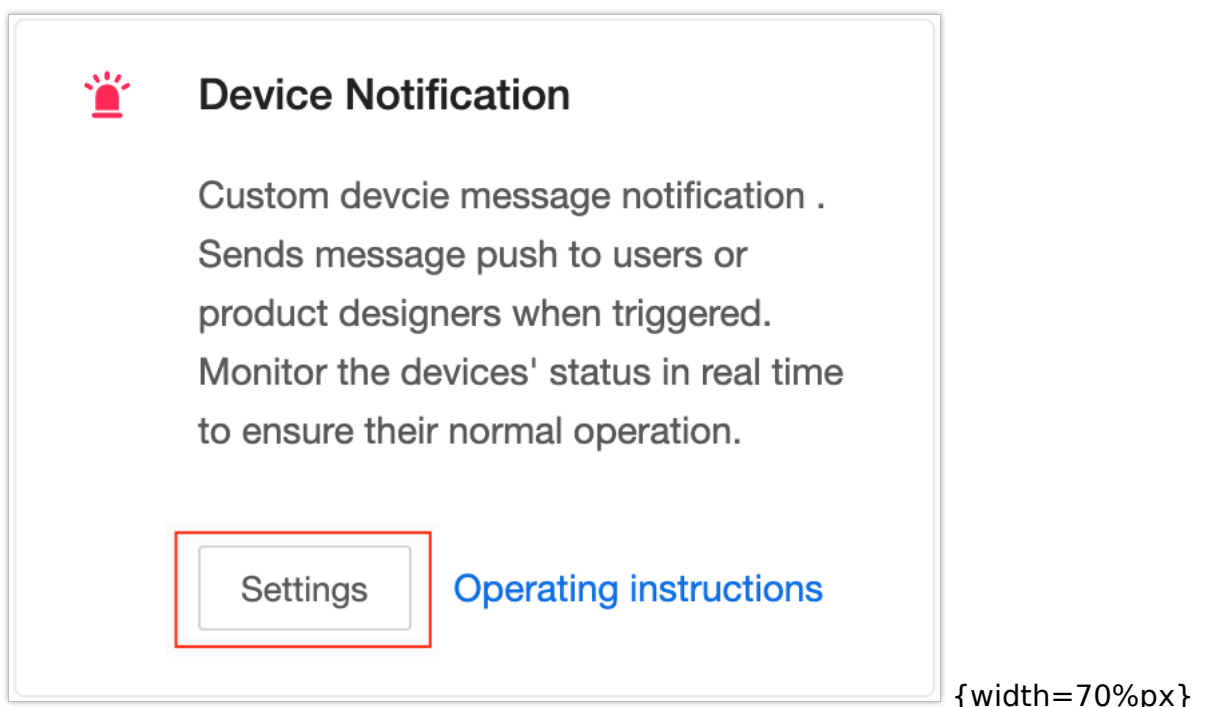 Device Notification
Custom devcie message notification .
Sends message push to users or
product designers when triggered.
Monitor the devices' status in real time
to ensure their normal operation.
Settings Operating instructions
{width=70%px}